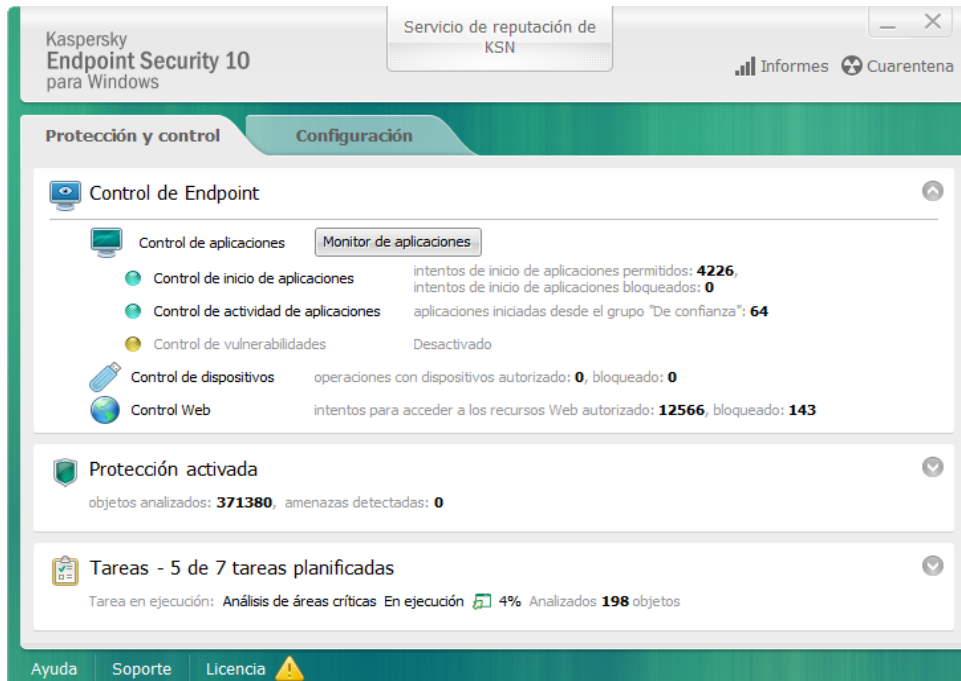 Kaspersky
Endpoint Security 10
para Windows
Servicio de reputación de
KSN
Informes Cuarentena
Protección y control Configuración
Control de Endpoint
Control de aplicaciones Monitor de aplicaciones
Control de inicio de aplicaciones intentos de inicio de aplicaciones permitidos: 4226,
intentos de inicio de aplicaciones bloqueados: 0
Control de actividad de aplicaciones aplicaciones iniciadas desde el grupo "De confianza": 64
Control de vulnerabilidades Desactivado
Control de dispositivos operaciones con dispositivos autorizado: 0, bloqueado: 0
Control Web intentos para acceder a los recursos Web autorizado: 12566, bloqueado: 143
Protección activada
objetos analizados: 371380, amenazas detectadas: 0
Tareas - 5 de 7 tareas planificadas
Tarea en ejecución: Análisis de áreas críticas En ejecución 4% Analizados 198 objetos
Ayuda Soporte Licencia